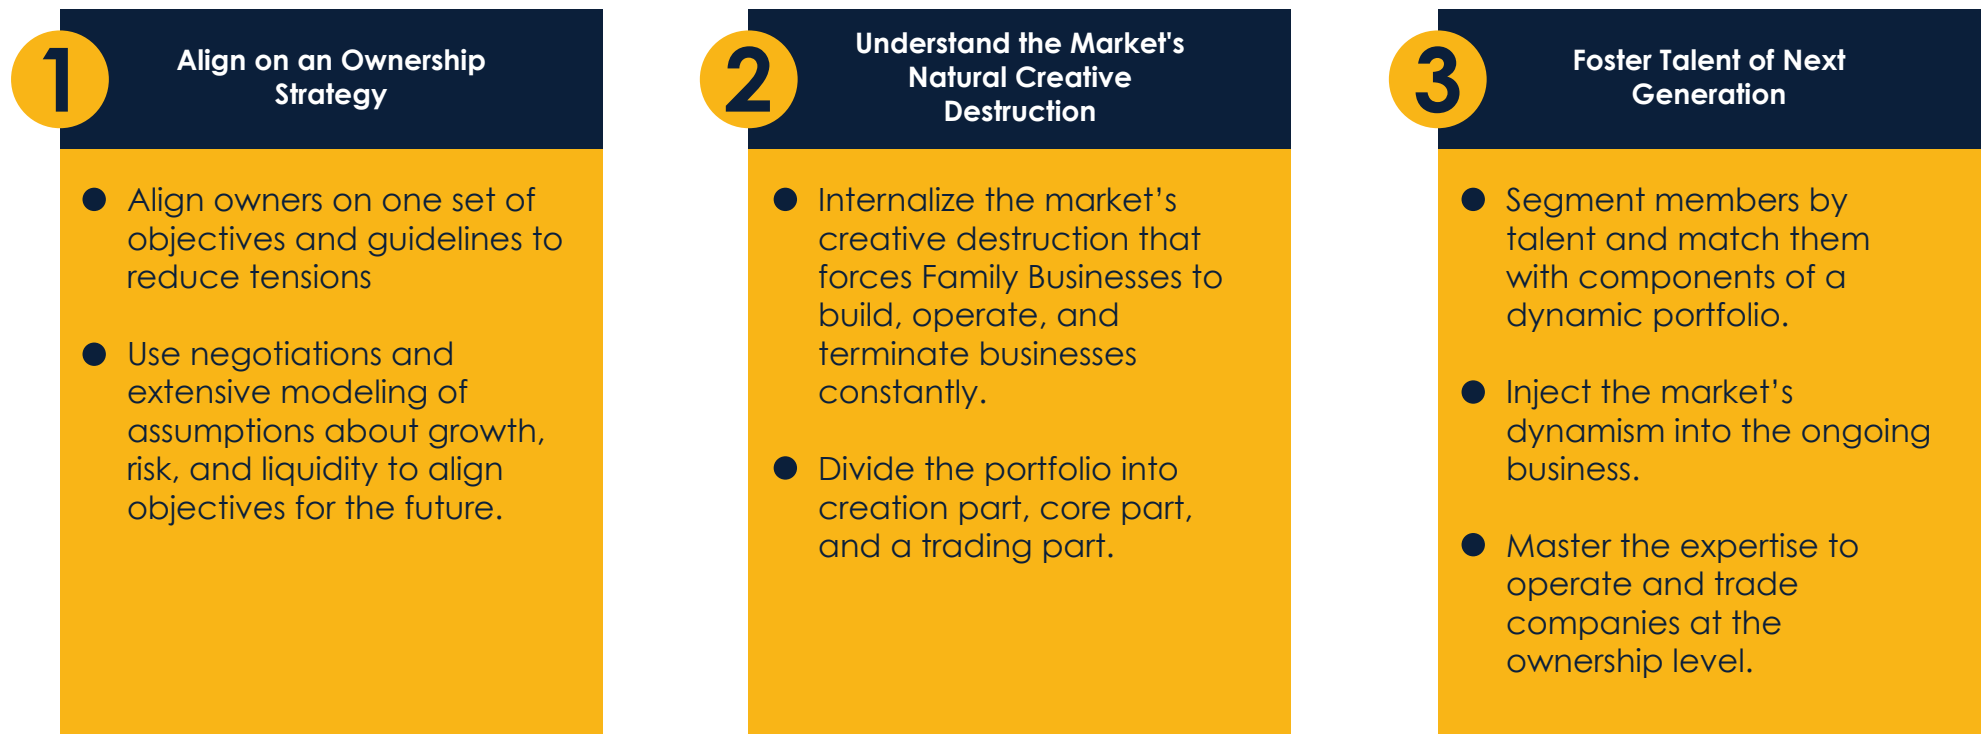 1
Align on an Ownership
Strategy
● Align owners on one set of
objectives and guidelines to
reduce tensions
● Use negotiations and
extensive modeling of
assumptions about growth,
risk, and liquidity to align
objectives for the future.
2
Understand the Market's
Natural Creative
Destruction
● Internalize the market’s
creative destruction that
forces Family Businesses to
build, operate, and
terminate businesses
constantly.
● Divide the portfolio into
creation part, core part,
and a trading part.
3
Foster Talent of Next
Generation
● Segment members by
talent and match them
with components of a
dynamic portfolio.
● Inject the market’s
dynamism into the ongoing
business.
● Master the expertise to
operate and trade
companies at the
ownership level.